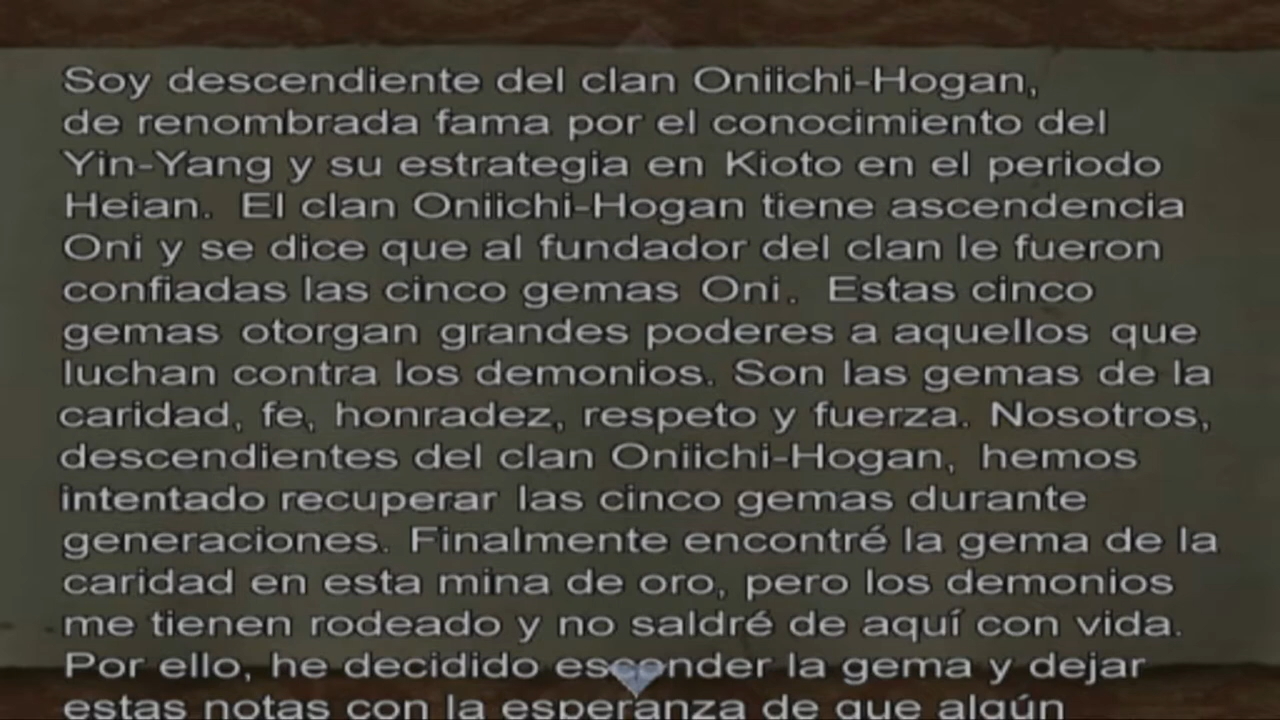 Soy descendiente del clan Oniichi-Hogan,
de renombrada fama por el conocimiento del
Yin-Yang y su estrategia en Kioto en el periodo
Heian. El clan Oniichi-Hogan tiene ascendencia
Oni y se dice que al fundador del clan le fueron
confiadas las cinco gemas Oni. Estas cinco
gemas otorgan grandes poderes a aquellos que
luchan contra los demonios. Son las gemas de la
caridad, fe, honradez, respeto y fuerza. Nosotros,
descendientes del clan Oniichi-Hogan, hemos
intentado recuperar las cinco gemas durante
generaciones. Finalmente encontré la gema de la
caridad en esta mina de oro, pero los demonios
me tienen rodeado y no saldré de aquí con vida.
Por ello, he decidido esconder la gema y dejar
estas notas con la esperanza de que algún